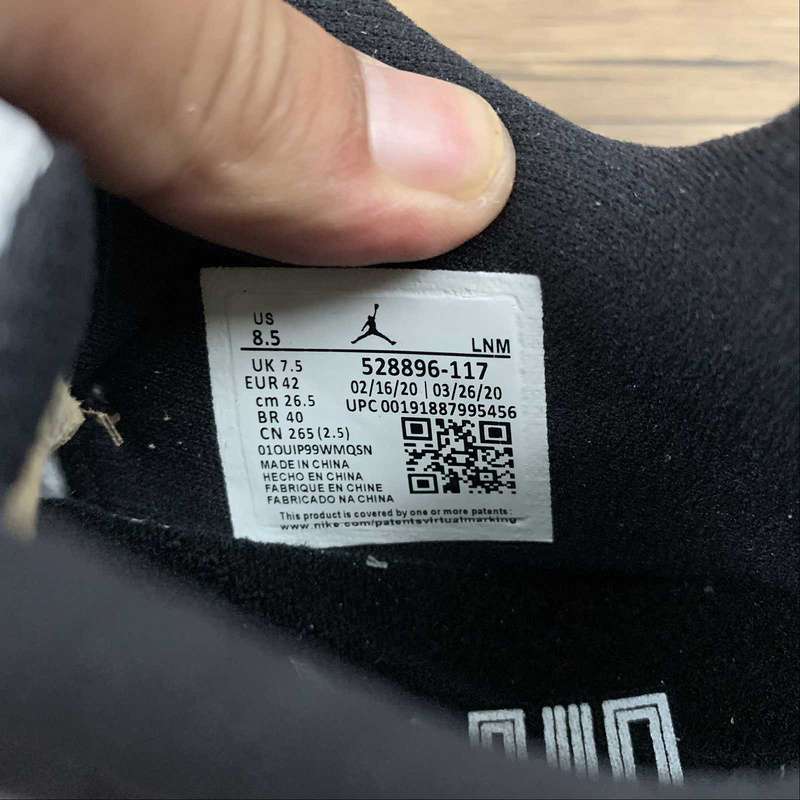 US
8.5
LNM
UK 7.5
528896-117
EUR 42
02/16/20 | 03/26/20
cm 26.5
UPC 00191887995456
BR 40
CN 265 (2.5)
01OUIP99WMQSN
MADE IN CHINA
HECHO EN CHINA
FABRIQUE EN CHINE
FABRICADO NA CHINA
This product is covered by one or more patents:
www.nike.com/patentsvirtualmarking